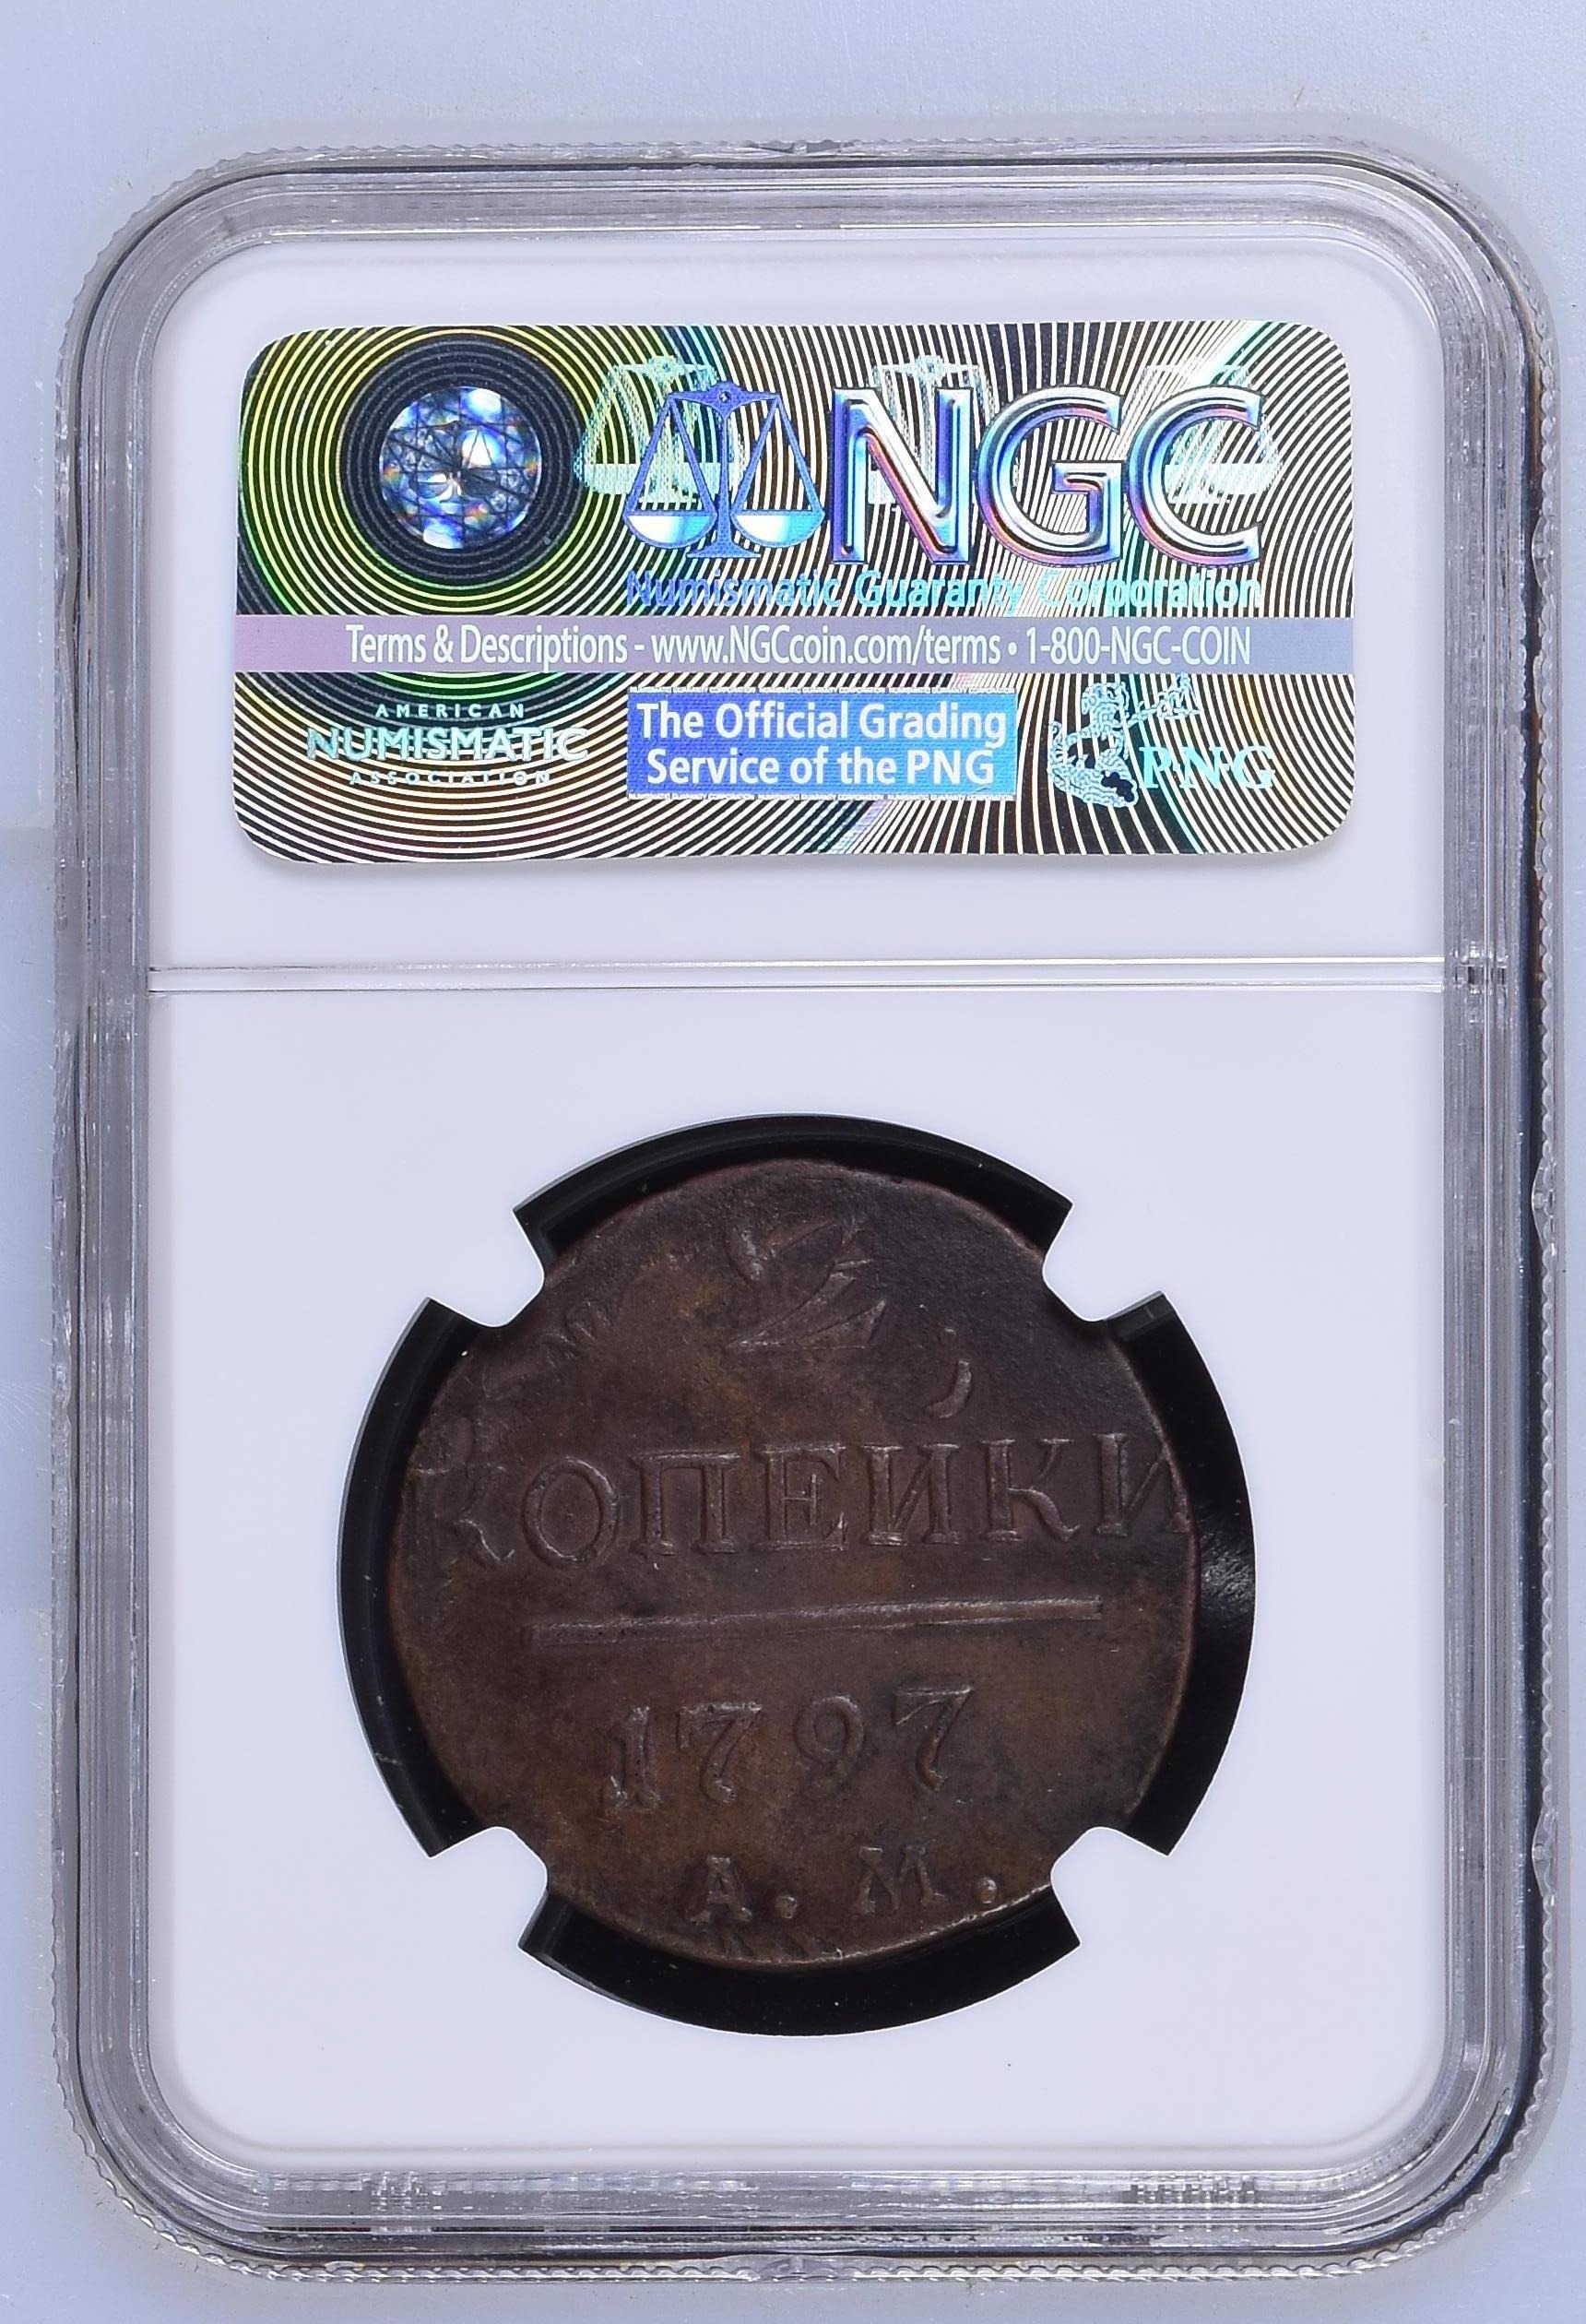 NGC
Numismatic Guaranty Corporation
Terms & Descriptions - www.NGCcoin.com/terms • 1-800-NGC-COIN
AMERICAN
NUMISMATIC
ASSOCIATION
The Official Grading
Service of the PNG
PNG
2
КОПЕЙКИ
1797
А. М.